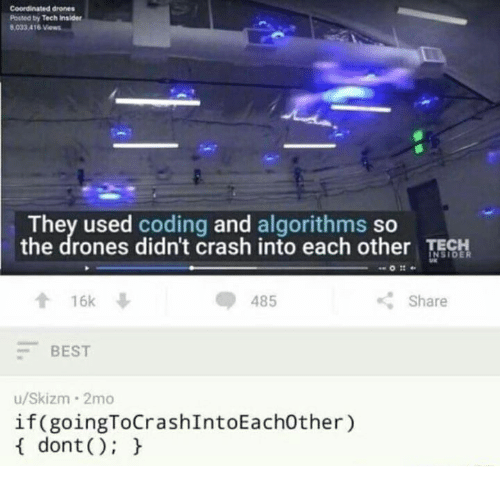 Coordinated drones
Posted by Tech Insider
9,033,416 Views
They used coding and algorithms so
the drones didn't crash into each other
TECH
INSIDER
UK
16k
485
Share
BEST
u/Skizm · 2mo
if(goingToCrashIntoEachOther)
{ dont(); }